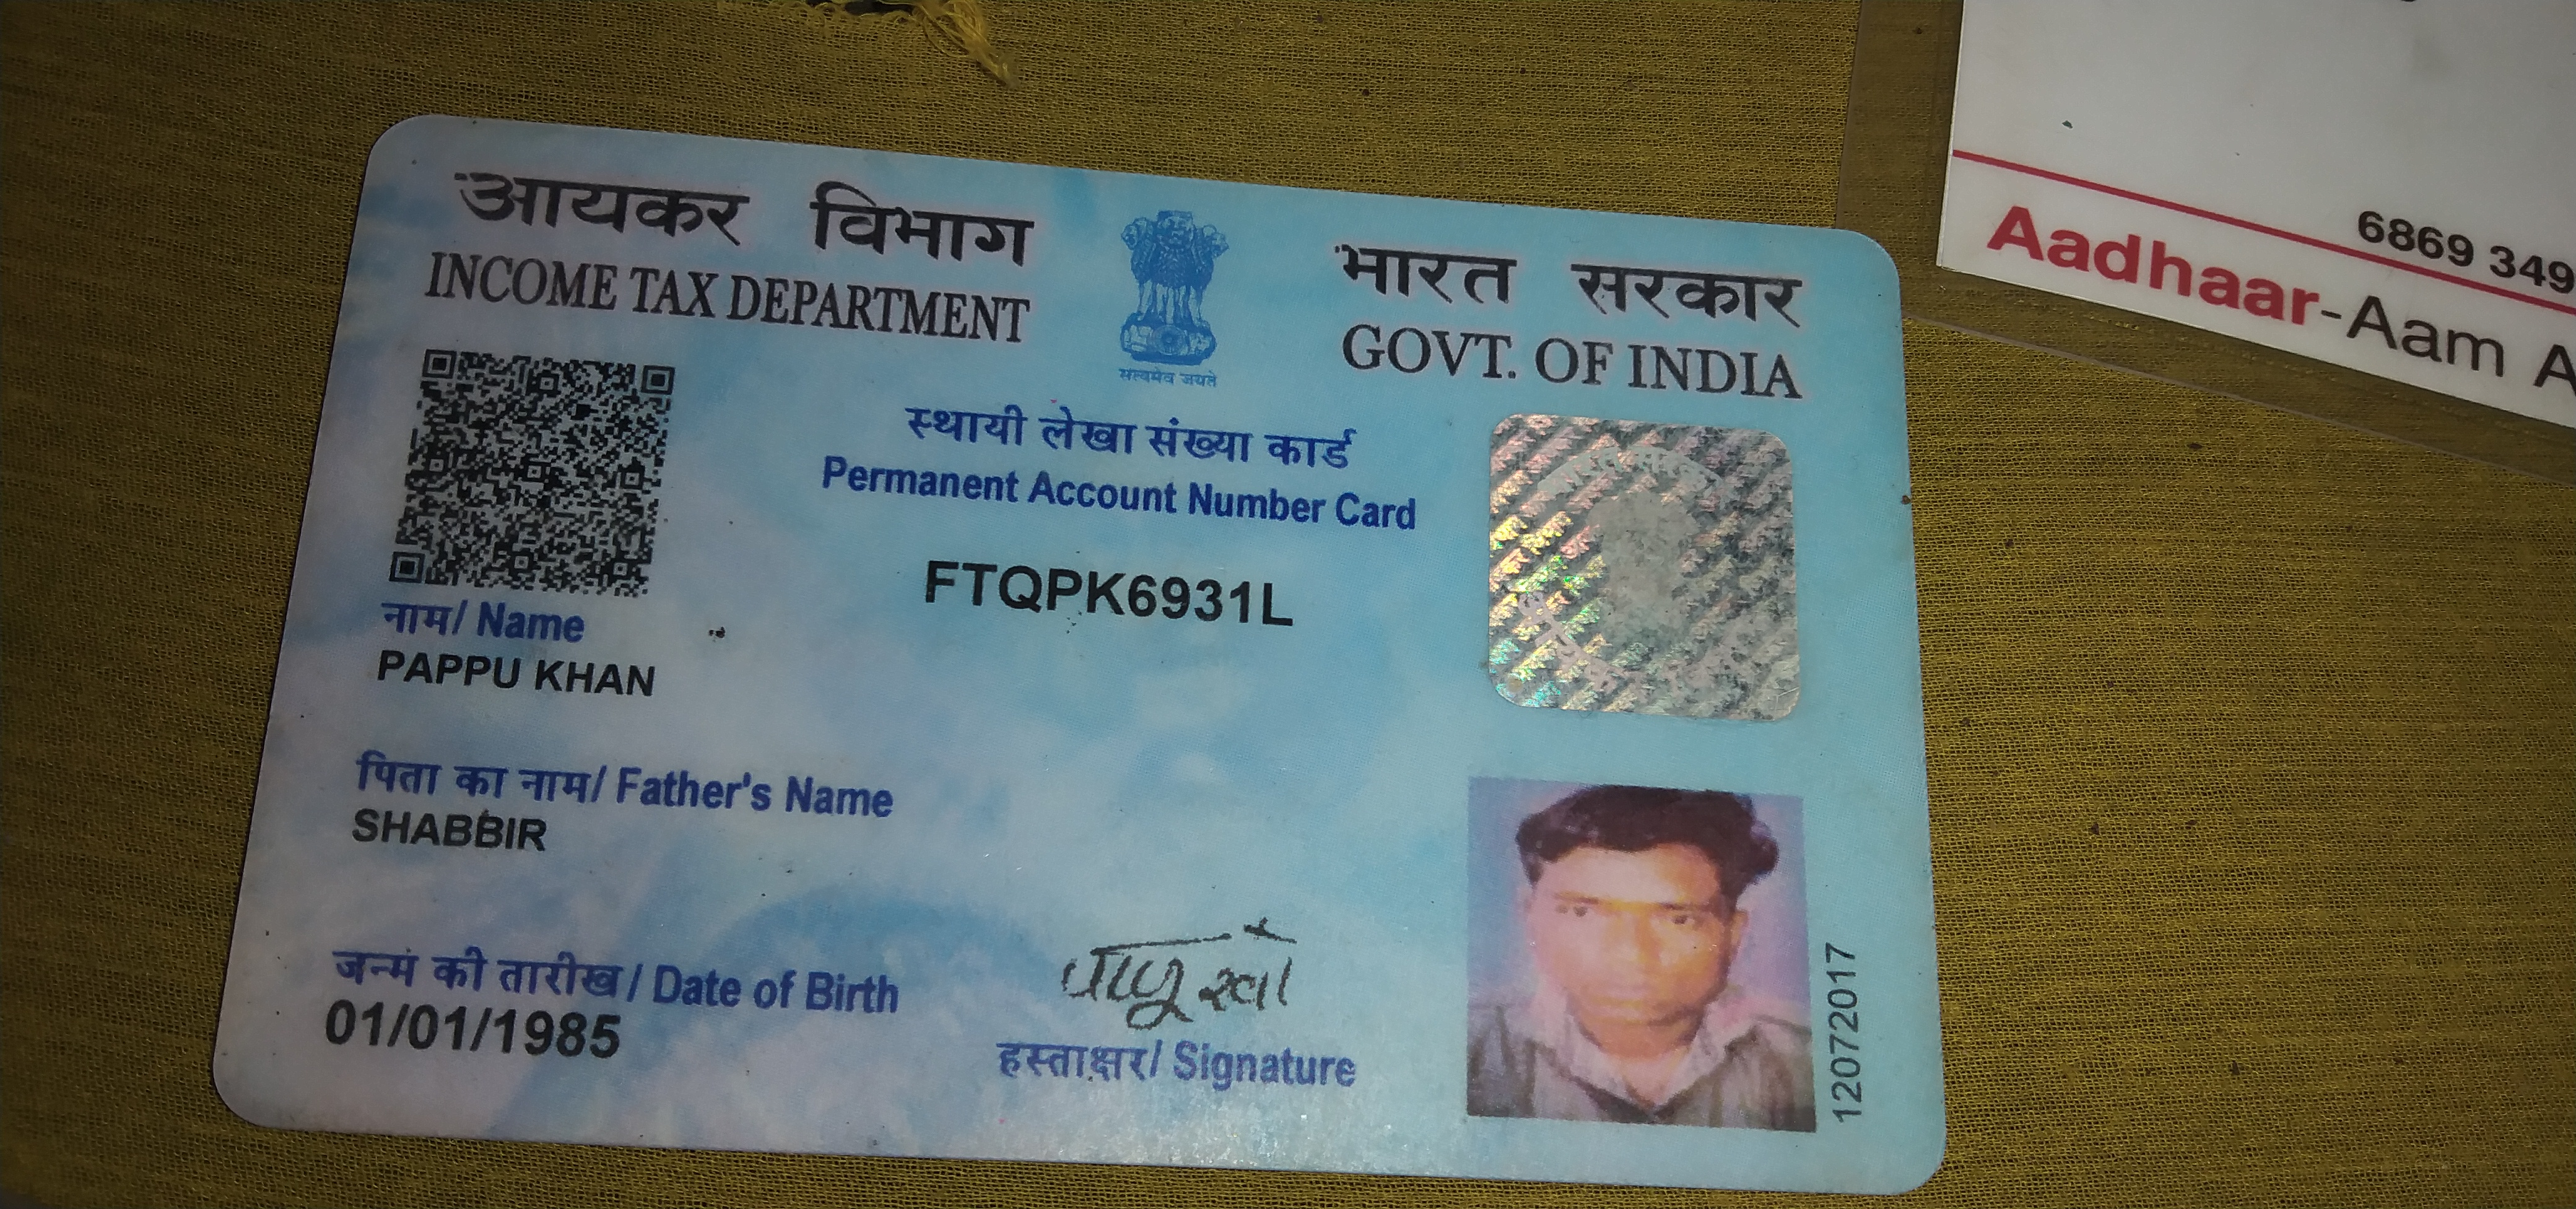 आयकर विभाग
INCOME TAX DEPARTMENT
सत्यमेव जयते
भारत सरकार
GOVT. OF INDIA
स्थायी लेखा संख्या कार्ड
Permanent Account Number Card
FTQPK6931L
नाम/ Name
PAPPU KHAN
पिता का नाम/ Father's Name
SHABBIR
जन्म की तारीख/ Date of Birth
01/01/1985
पप्पू खां
हस्ताक्षर/ Signature
12072017
6869 349
Aadhaar-Aam A